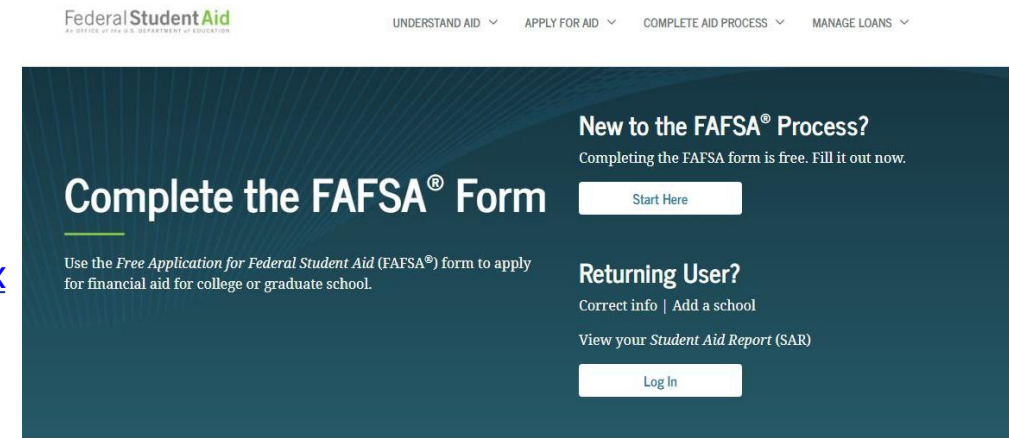 Federal Student Aid
An OFFICE of the U.S. DEPARTMENT of EDUCATION
UNDERSTAND AID
APPLY FOR AID
COMPLETE AID PROCESS
MANAGE LOANS
Complete the FAFSA® Form
Use the Free Application for Federal Student Aid (FAFSA®) form to apply
for financial aid for college or graduate school.
New to the FAFSA® Process?
Completing the FAFSA form is free. Fill it out now.
Start Here
Returning User?
Correct info | Add a school
View your Student Aid Report (SAR)
Log In